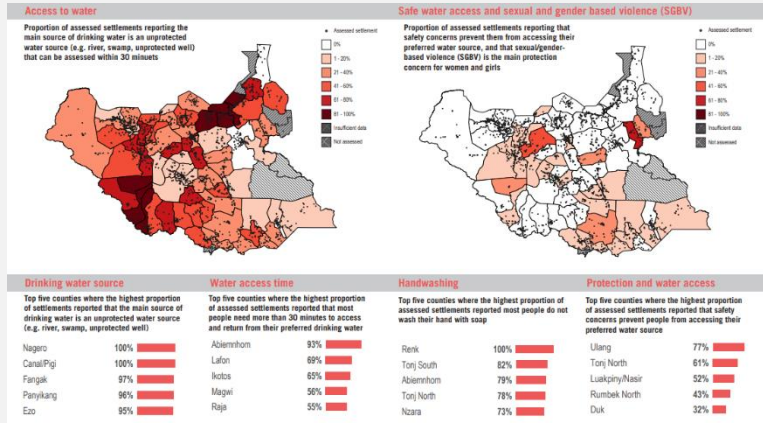 Access to water
Proportion of assessed settlements reporting the
main source of drinking water is an unprotected
water source (e.g. river, swamp, unprotected well)
that can be assessed within 30 minuets
Assessed settlement
0%
1 - 20%
21 - 40%
41 - 60%
61 - 80%
81 - 100%
Insufficient data
Not assessed
Safe water access and sexual and gender based violence (SGBV)
Proportion of assessed settlements reporting that
safety concerns prevent them from accessing their
preferred water source, and that sexual/gender-
based violence (SGBV) is the main protection
concern for women and girls
Assessed settlement
0%
1 - 20%
21 - 40%
41 - 60%
61 - 80%
81 - 100%
Insufficient data
Not assessed
Drinking water source
Top five counties where the highest proportion
of settlements reported that the main source of
drinking water is an unprotected water source
(e.g. river, swamp, unprotected well)
Nagero 100%
Canal/Pigi 100%
Fangak 97%
Panyikang 96%
Ezo 95%
Water access time
Top five counties where the highest proportion
of assessed settlements reported that most
people need more than 30 minutes to access
and return from their preferred drinking water
Abiemnhom 93%
Lafon 69%
Ikotos 65%
Magwi 56%
Raja 55%
Handwashing
Top five counties where the highest proportion of
assessed settlements reported most people do not
wash their hand with soap
Renk 100%
Tonj South 82%
Abiemnhom 79%
Tonj North 78%
Nzara 73%
Protection and water access
Top five counties where the highest proportion
of assessed settlements reported that safety
concerns prevent people from accessing their
preferred water source
Ulang 77%
Tonj North 61%
Luakpiny/Nasir 52%
Rumbek North 43%
Duk 32%